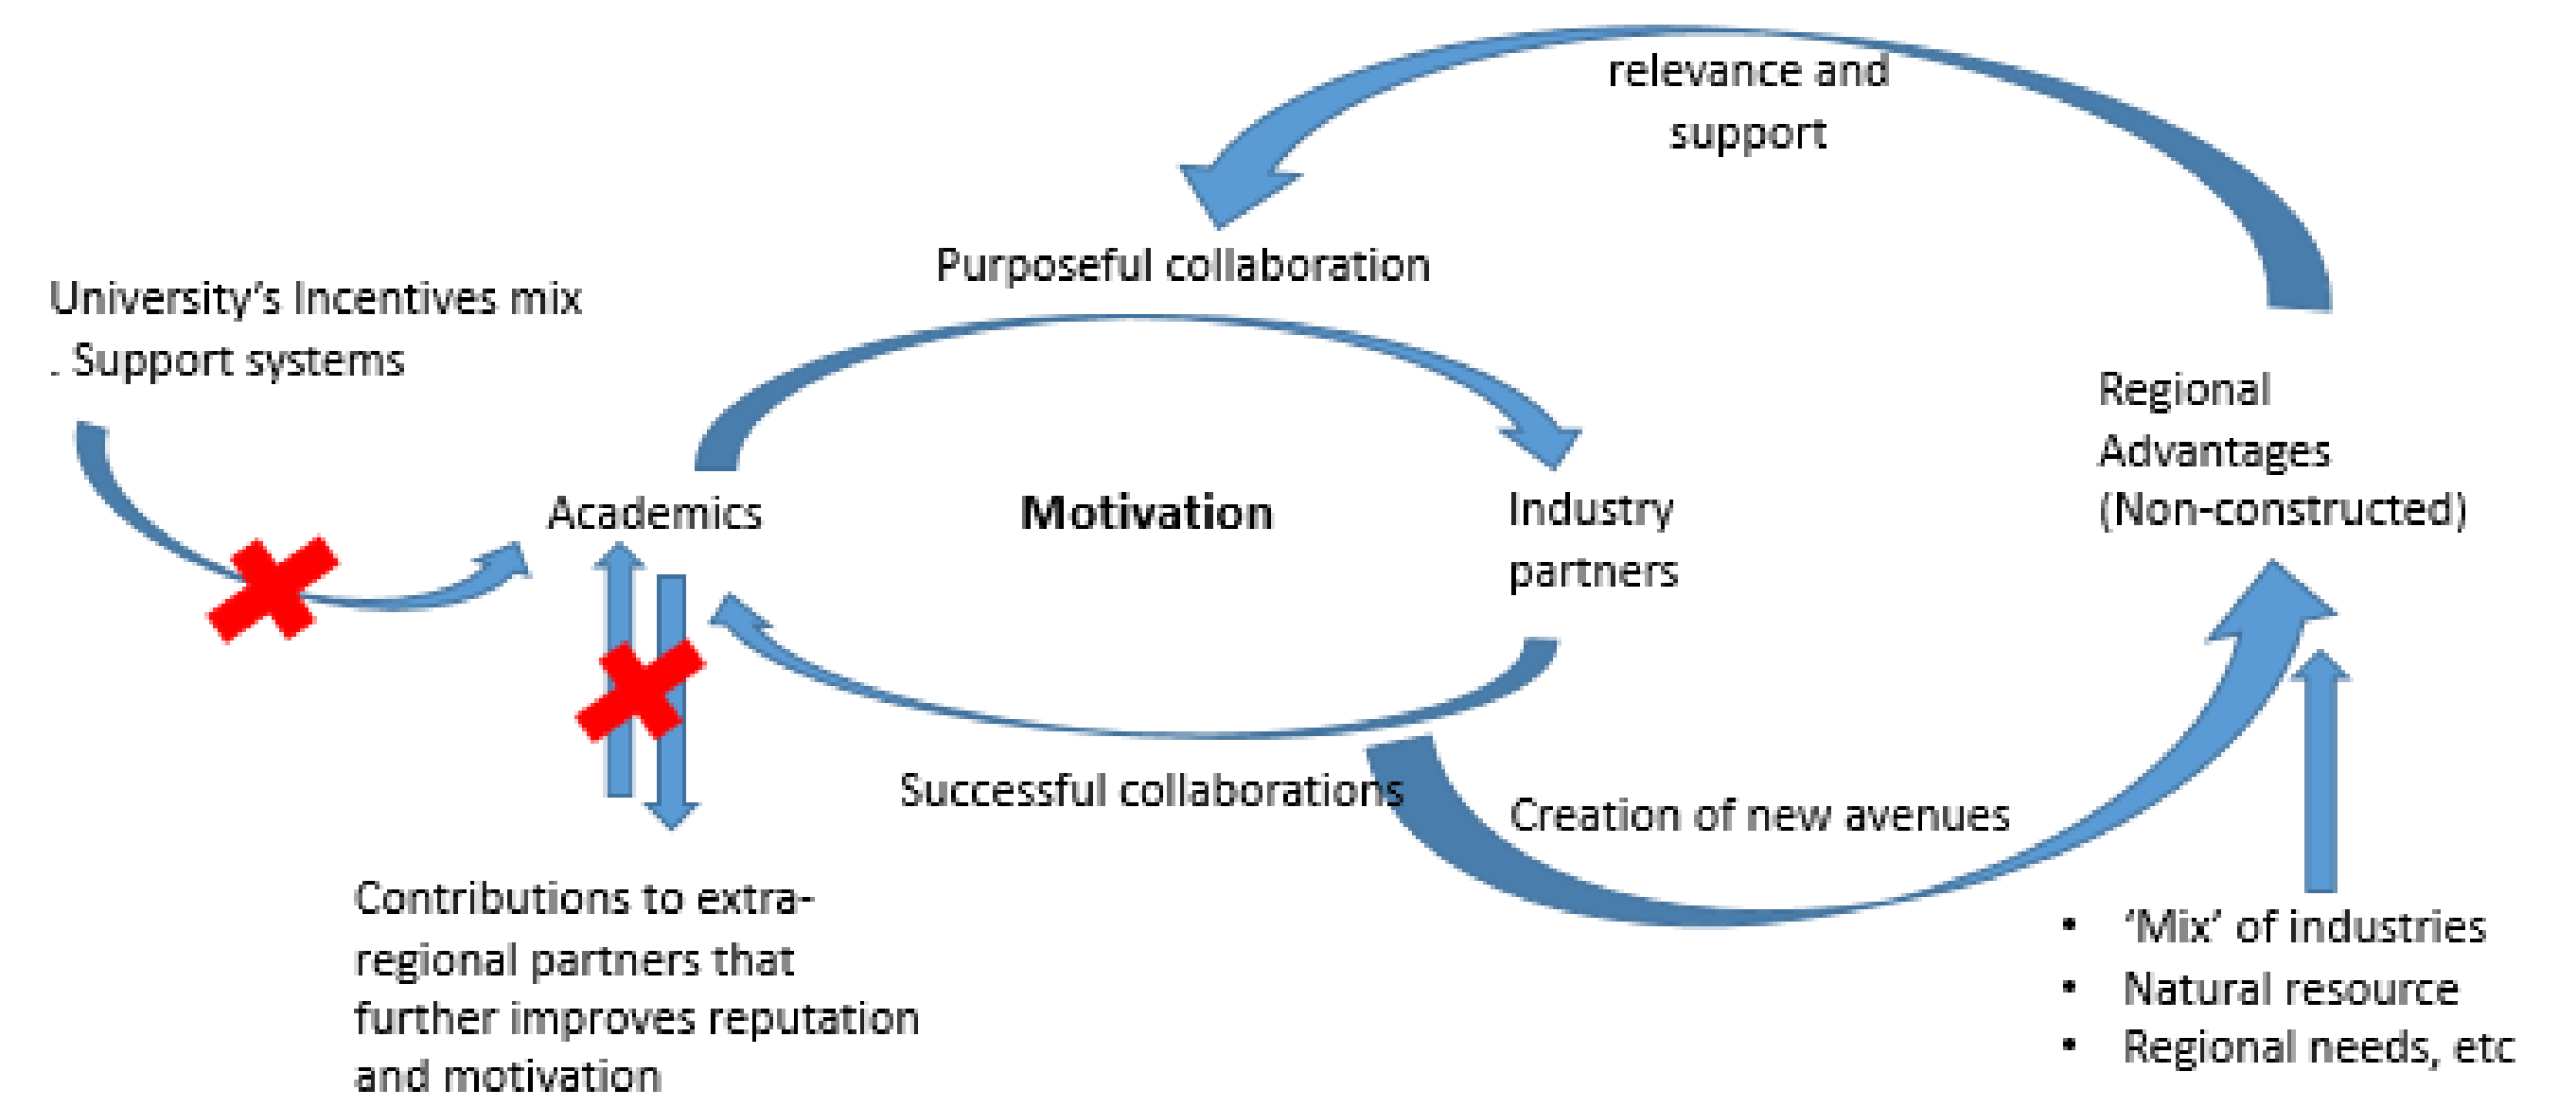 relevance and
support
Purposeful collaboration
University’s Incentives mix
. Support systems
Regional
Advantages
(Non-constructed)
Academics
Motivation
Industry
partners
Successful collaborations
Creation of new avenues
Contributions to extra-
regional partners that
further improves reputation
and motivation
• ‘Mix’ of industries
• Natural resource
• Regional needs, etc